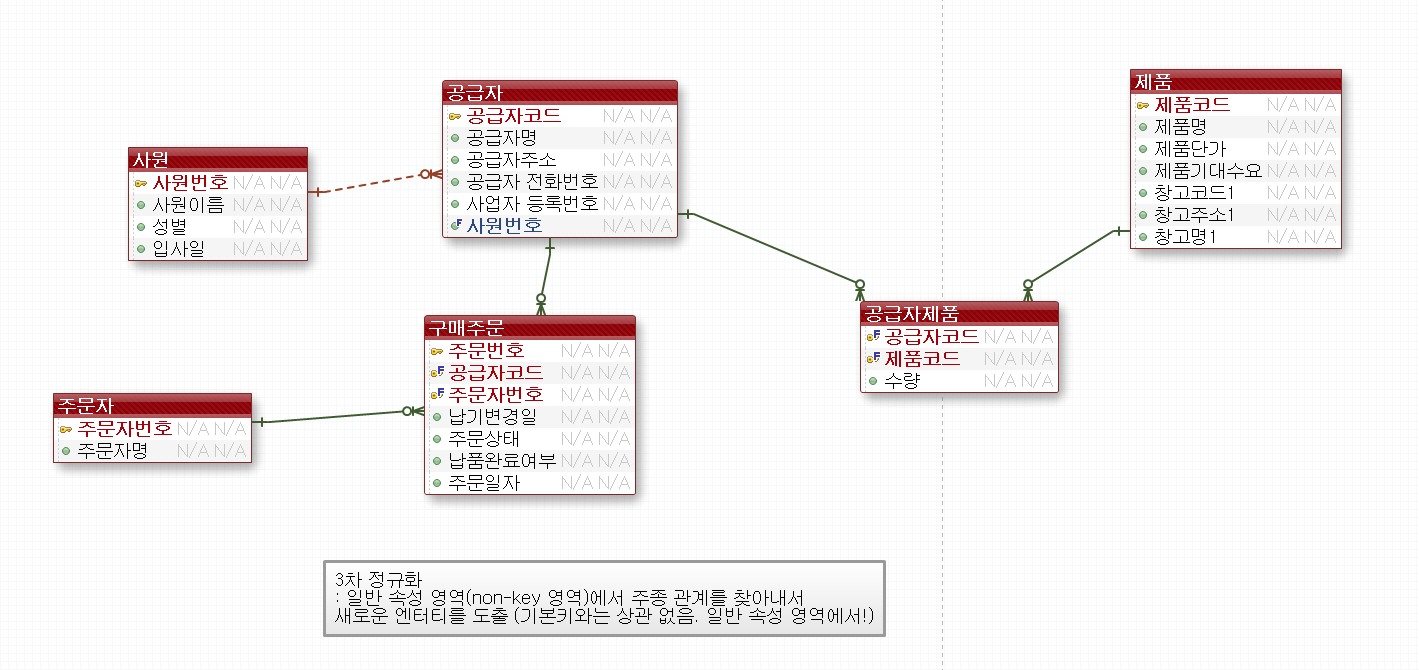 사원
사원번호 N/A N/A
사원이름 N/A N/A
성별 N/A N/A
입사일 N/A N/A
공급자
공급자코드 N/A N/A
공급자명 N/A N/A
공급자주소 N/A N/A
공급자 전화번호 N/A N/A
사업자 등록번호 N/A N/A
사원번호 N/A N/A
제품
제품코드 N/A N/A
제품명 N/A N/A
제품단가 N/A N/A
제품기대수요 N/A N/A
창고코드1 N/A N/A
창고주소1 N/A N/A
창고명1 N/A N/A
주문자
주문자번호 N/A N/A
주문자명 N/A N/A
구매주문
주문번호 N/A N/A
공급자코드 N/A N/A
주문자번호 N/A N/A
납기변경일 N/A N/A
주문상태 N/A N/A
납품완료여부 N/A N/A
주문일자 N/A N/A
공급자제품
공급자코드 N/A N/A
제품코드 N/A N/A
수량 N/A N/A
3차 정규화
: 일반 속성 영역(non-key 영역)에서 주종 관계를 찾아내서
새로운 엔터티를 도출 (기본키와는 상관 없음. 일반 속성 영역에서!)